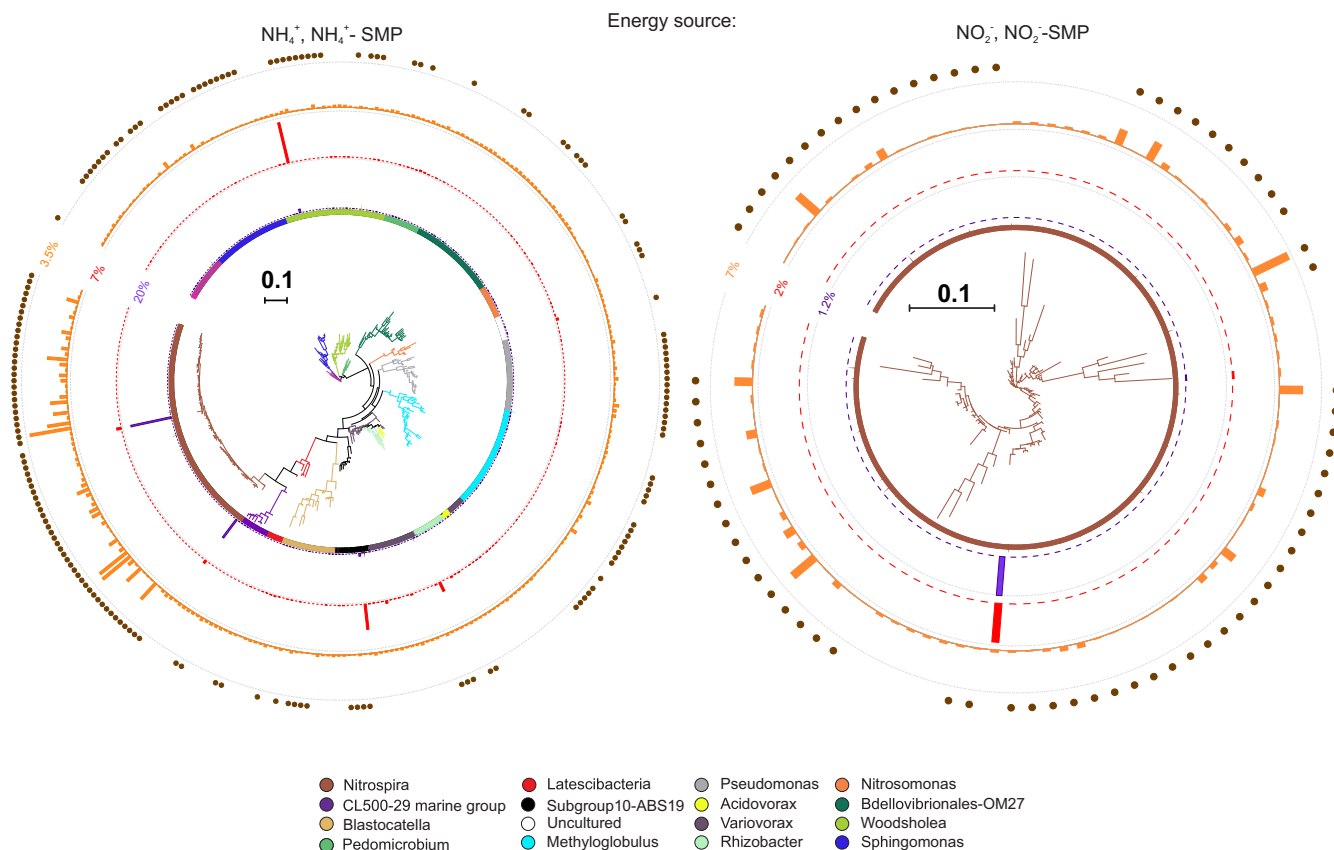 Energy source:
NH₄⁺, NH₄⁺- SMP
NO₂⁻, NO₂⁻-SMP
3.5%
7%
20%
0.1
7%
2%
1.2%
0.1
Nitrospira
CL500-29 marine group
Blastocatella
Pedomicrobium
Latescibacteria
Subgroup10-ABS19
Uncultured
Methyloglobulus
Pseudomonas
Acidovorax
Variovorax
Rhizobacter
Nitrosomonas
Bdellovibrionales-OM27
Woodsholea
Sphingomonas